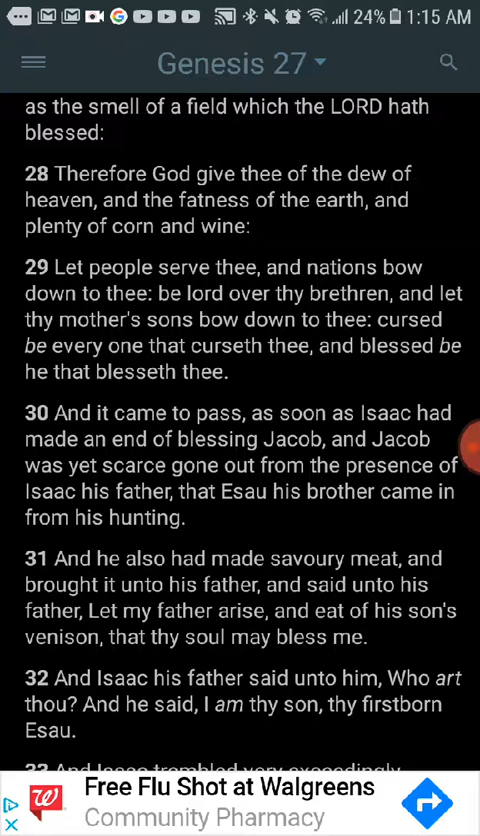 24% 1:15 AM
Genesis 27
as the smell of a field which the LORD hath
blessed:
28 Therefore God give thee of the dew of
heaven, and the fatness of the earth, and
plenty of corn and wine:
29 Let people serve thee, and nations bow
down to thee: be lord over thy brethren, and let
thy mother's sons bow down to thee: cursed
be every one that curseth thee, and blessed be
he that blesseth thee.
30 And it came to pass, as soon as Isaac had
made an end of blessing Jacob, and Jacob
was yet scarce gone out from the presence of
Isaac his father, that Esau his brother came in
from his hunting.
31 And he also had made savoury meat, and
brought it unto his father, and said unto his
father, Let my father arise, and eat of his son's
venison, that thy soul may bless me.
32 And Isaac his father said unto him, Who art
thou? And he said, I am thy son, thy firstborn
Esau.
33 And Isaac trembled very exceedingly,
Free Flu Shot at Walgreens
Community Pharmacy